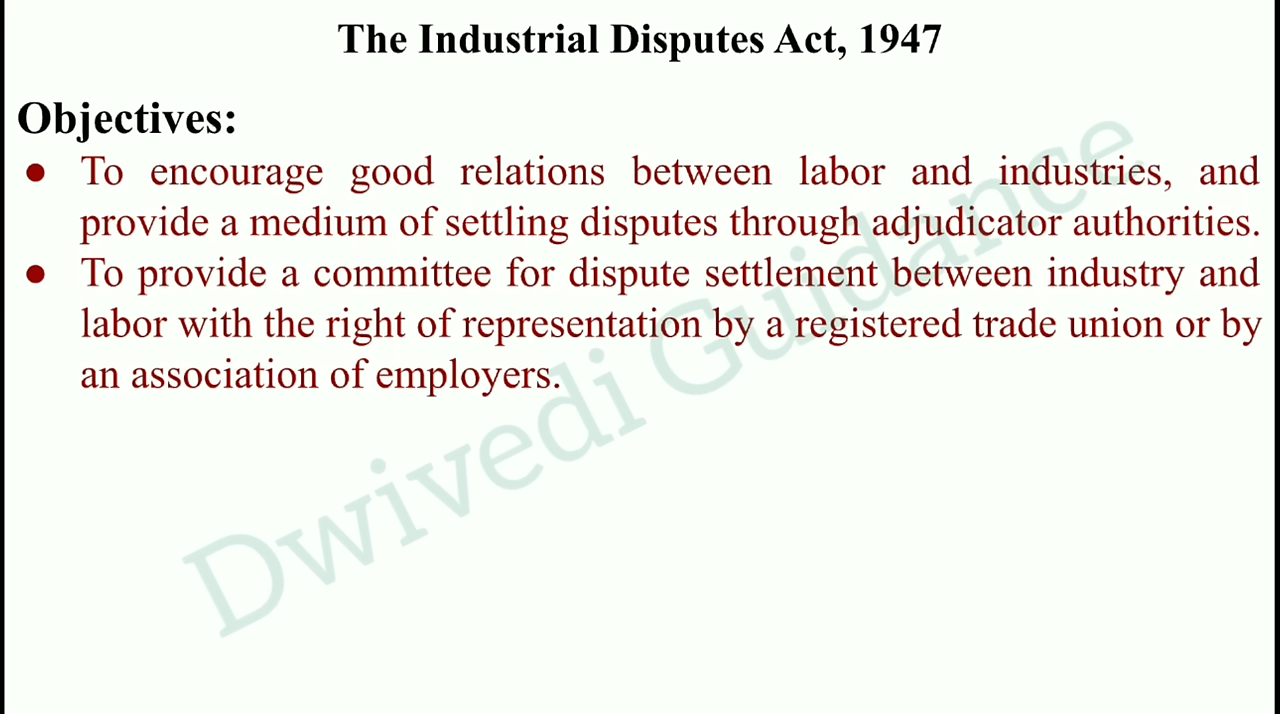 The Industrial Disputes Act, 1947
Objectives:
● To encourage good relations between labor and industries, and
provide a medium of settling disputes through adjudicator authorities.
● To provide a committee for dispute settlement between industry and
labor with the right of representation by a registered trade union or by
an association of employers.
Dwivedi Guidance